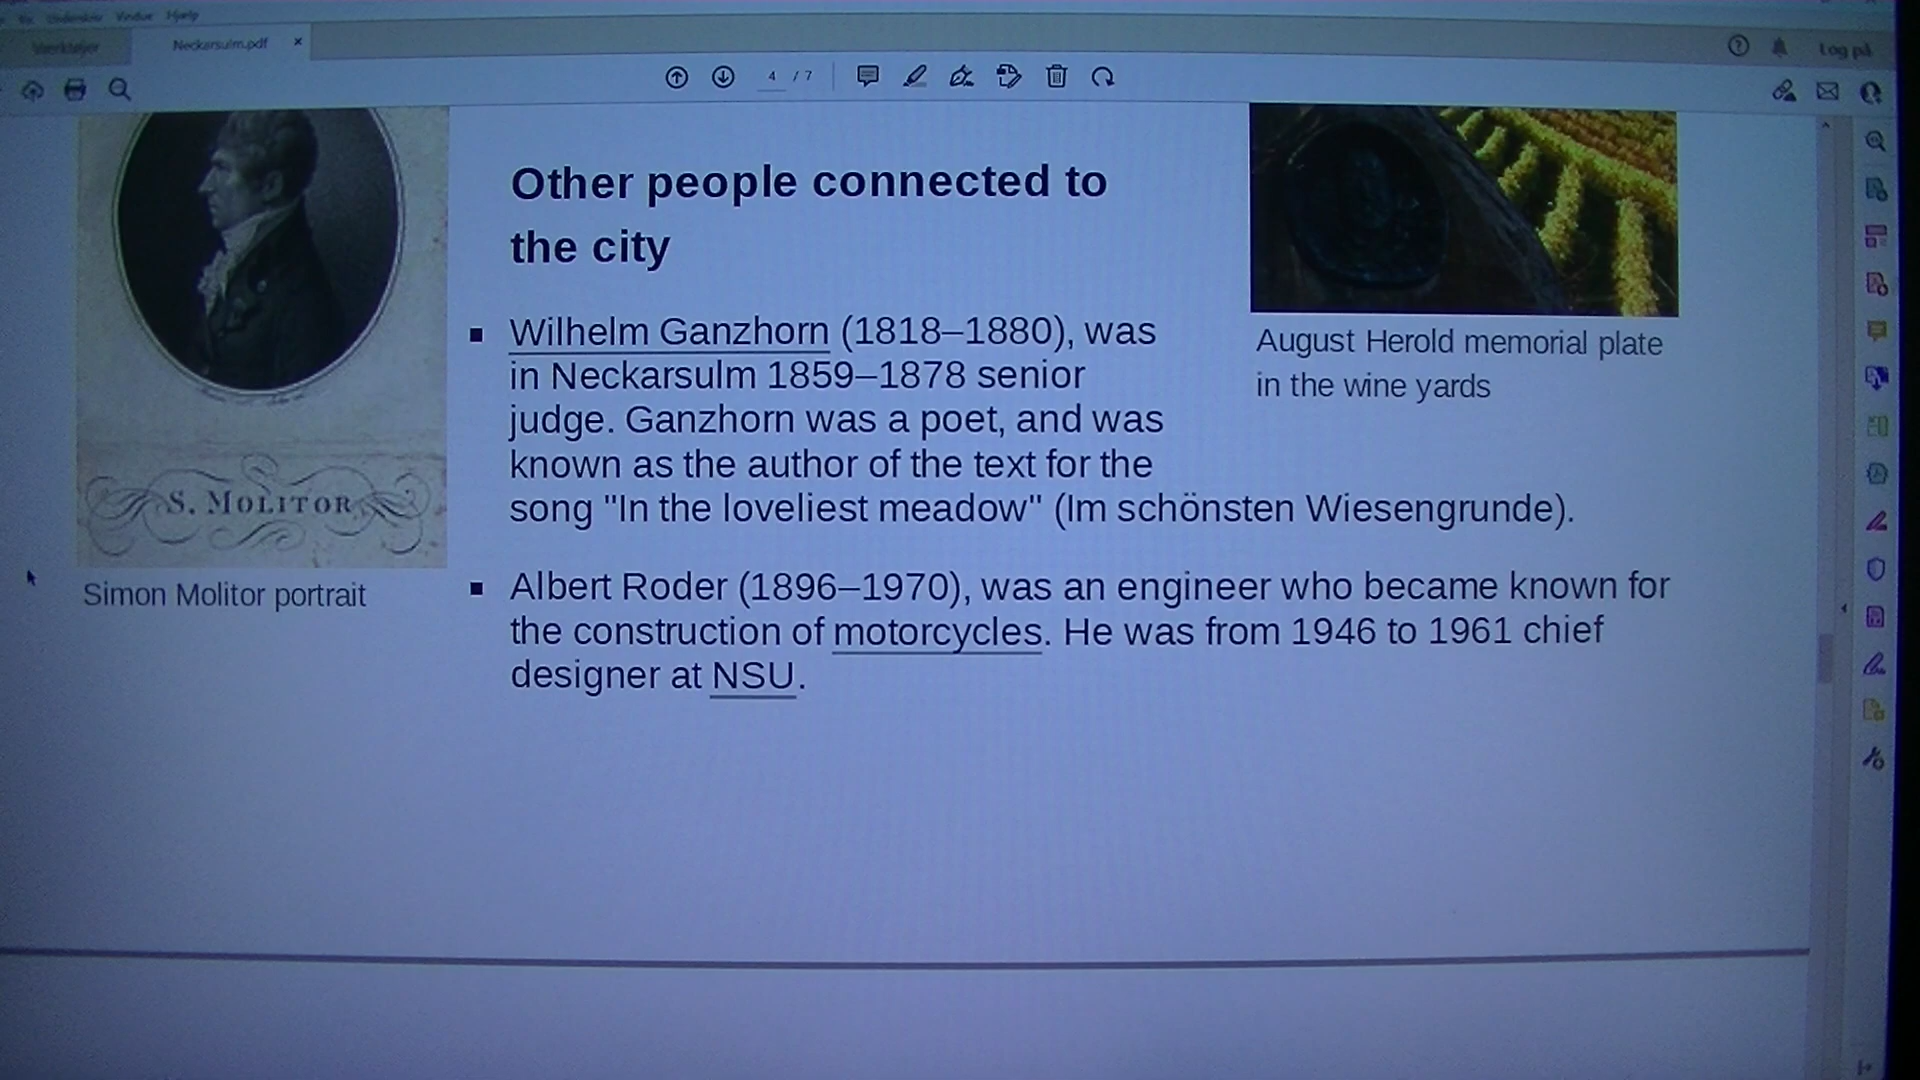 Vindue Hjælp
Værktøjer
Neckarsulm.pdf ×
Log på
4 / 7
Other people connected to
the city
▪ Wilhelm Ganzhorn (1818–1880), was
in Neckarsulm 1859–1878 senior
judge. Ganzhorn was a poet, and was
known as the author of the text for the
song "In the loveliest meadow" (Im schönsten Wiesengrunde).
▪ Albert Roder (1896–1970), was an engineer who became known for
the construction of motorcycles. He was from 1946 to 1961 chief
designer at NSU.
S. MOLITOR
Simon Molitor portrait
August Herold memorial plate
in the wine yards